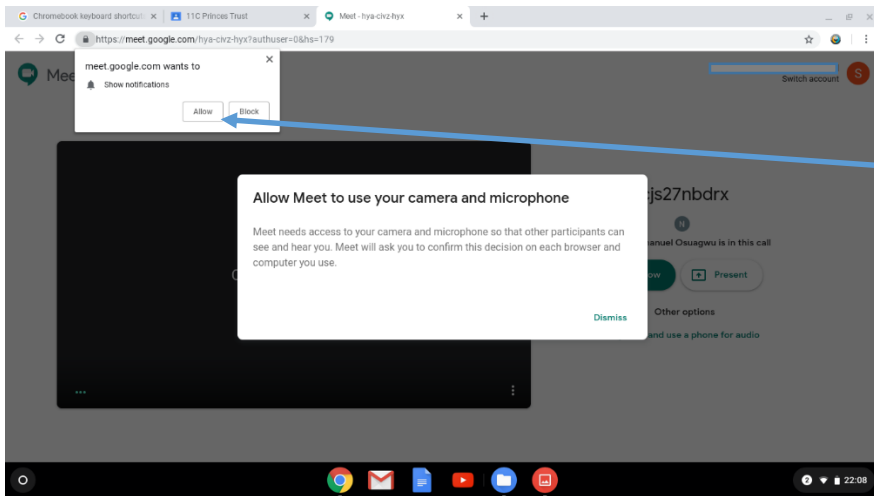 Chromebook keyboard shortcut
11C Princes Trust
Meet - hya-civz-hyx
https://meet.google.com/hya-civz-hyx?authuser=0&hs=179
meet.google.com wants to
Show notifications
Allow
Block
Switch account
S
Allow Meet to use your camera and microphone
Meet needs access to your camera and microphone so that other participants can
see and hear you. Meet will ask you to confirm this decision on each browser and
computer you use.
Dismiss
js27nbdrx
N
Osuagwu is in this call
Present
Other options
and use a phone for audio
22:08